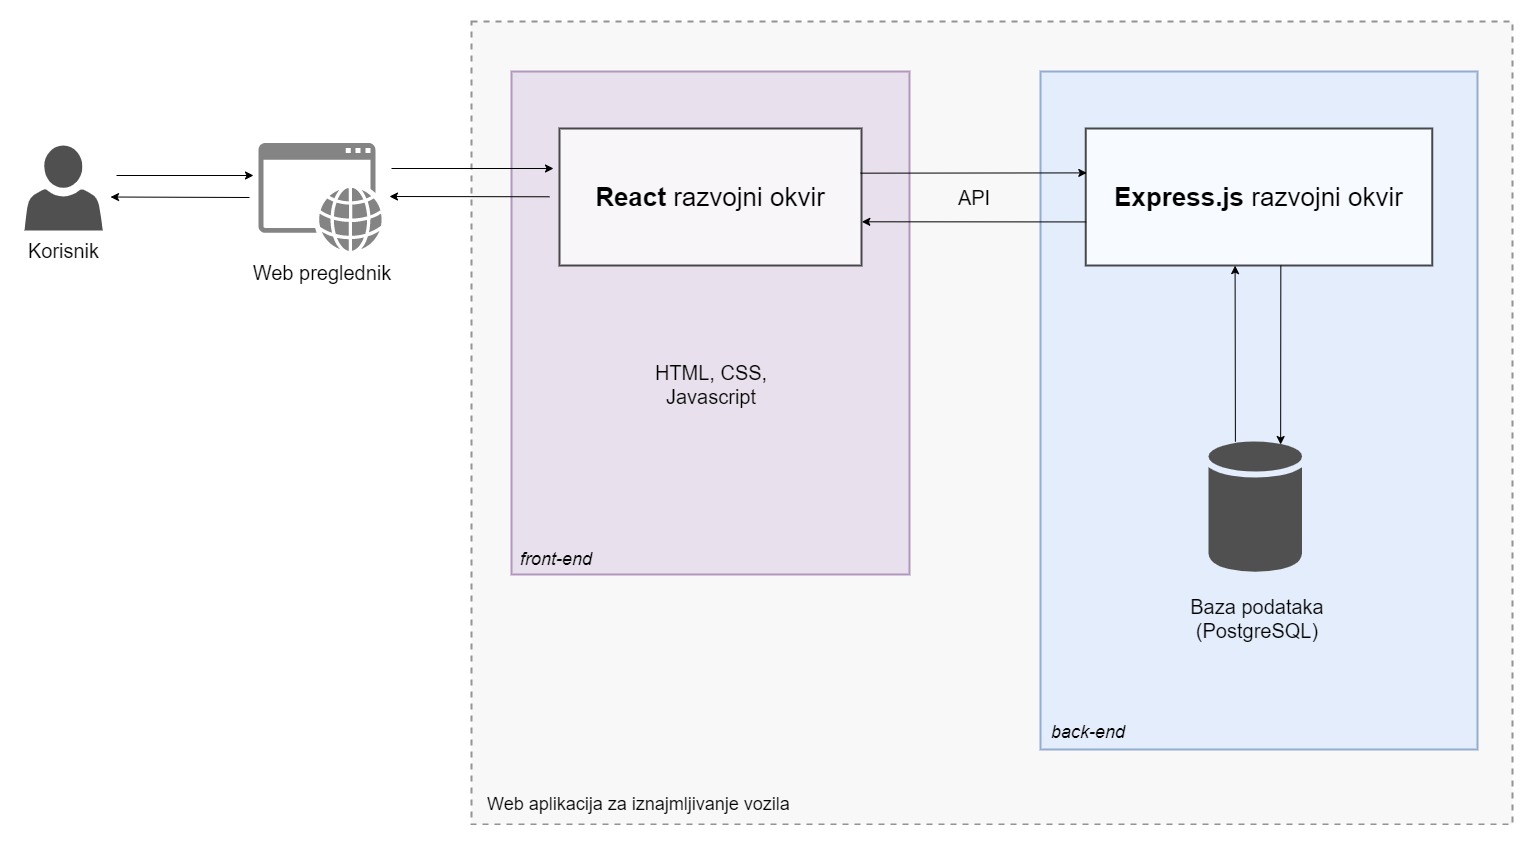 Korisnik
Web preglednik
React razvojni okvir
API
Express.js razvojni okvir
HTML, CSS,
Javascript
front-end
Baza podataka
(PostgreSQL)
back-end
Web aplikacija za iznajmljivanje vozila